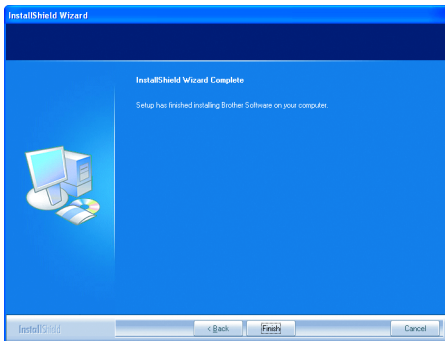 InstallShield Wizard
InstallShield Wizard Complete
Setup has finished installing Brother Software on your computer.
InstallShield
< Back
Finish
Cancel